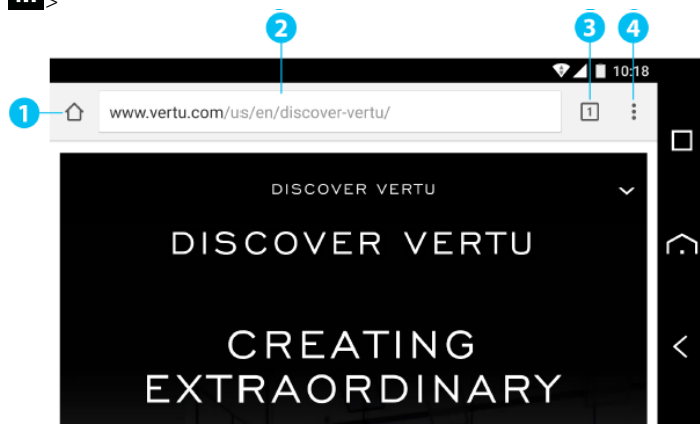 >
2
3
4
10:18
1
www.vertu.com/us/en/discover-vertu/
1
DISCOVER VERTU
DISCOVER VERTU
CREATING
EXTRAORDINARY